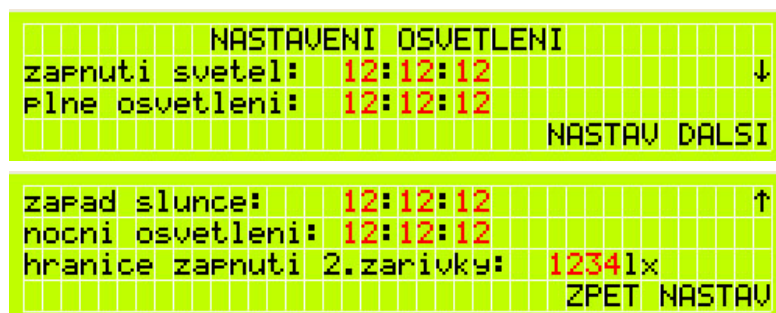 NASTAVENI OSVETLENI
zapnuti svetel: 12:12:12 ↓
plne osvetleni: 12:12:12
NASTAV DALSI
zapad slunce: 12:12:12 ↑
nocni osvetleni: 12:12:12
hranice zapnuti 2.zarivky: 1234lx
ZPET NASTAV